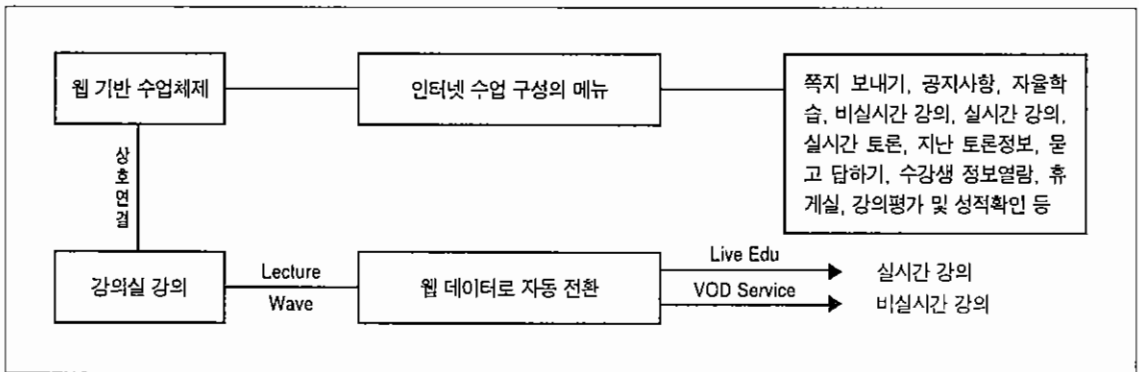 웹 기반 수업체제
인터넷 수업 구성의 메뉴
쪽지 보내기, 공지사항, 자율학
습, 비실시간 강의, 실시간 강의,
실시간 토론, 지난 토론정보, 묻
고 답하기, 수강생 정보열람, 휴
게실, 강의평가 및 성적확인 등
상호연결
강의실 강의
Lecture
Wave
웹 데이터로 자동 전환
Live Edu
VOD Service
실시간 강의
비실시간 강의